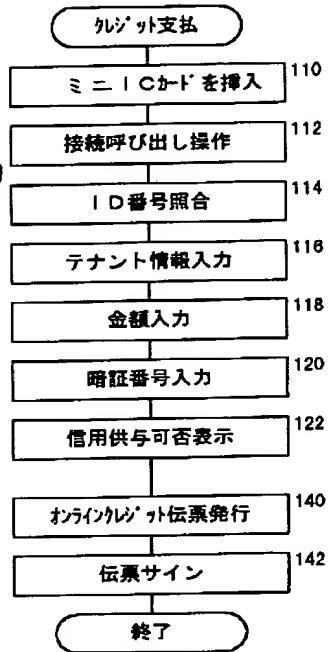 クレジット支払
ミニICカードを挿入
110
接続呼び出し操作
112
ID番号照合
114
テナント情報入力
116
金額入力
118
暗証番号入力
120
信用供与可否表示
122
オンラインクレジット伝票発行
140
伝票サイン
142
終了